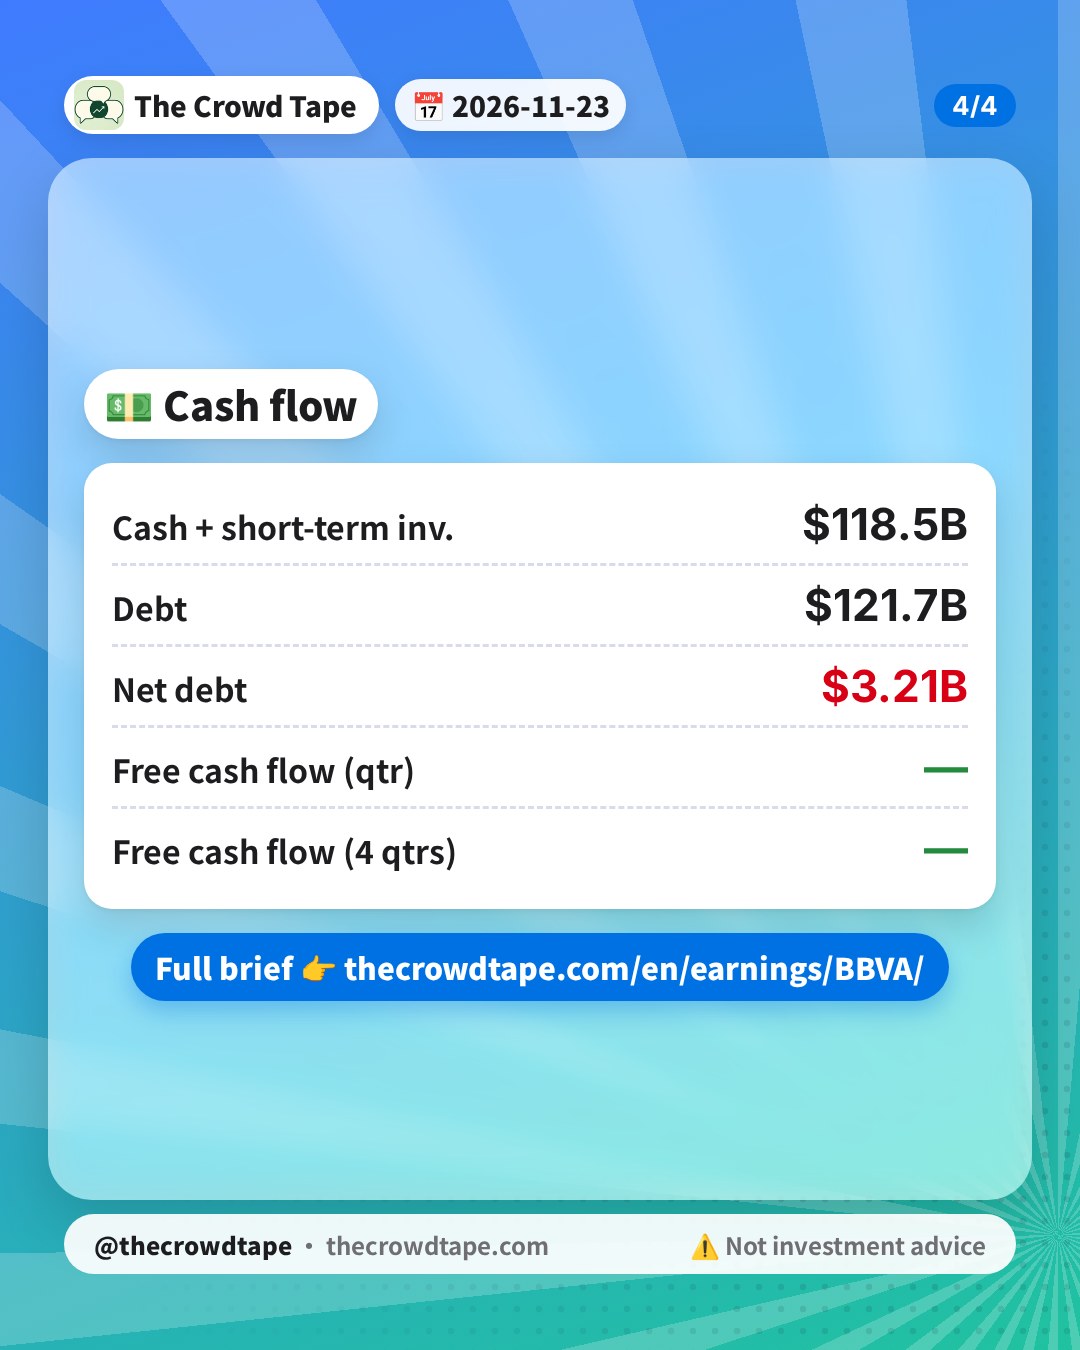 The Crowd Tape
📅 2026-11-23
4/4
💵 Cash flow
Cash + short-term inv. $118.5B
Debt $121.7B
Net debt $3.21B
Free cash flow (qtr) —
Free cash flow (4 qtrs) —
Full brief 👉 thecrowdtape.com/en/earnings/BBVA/
@thecrowdtape • thecrowdtape.com ⚠️ Not investment advice